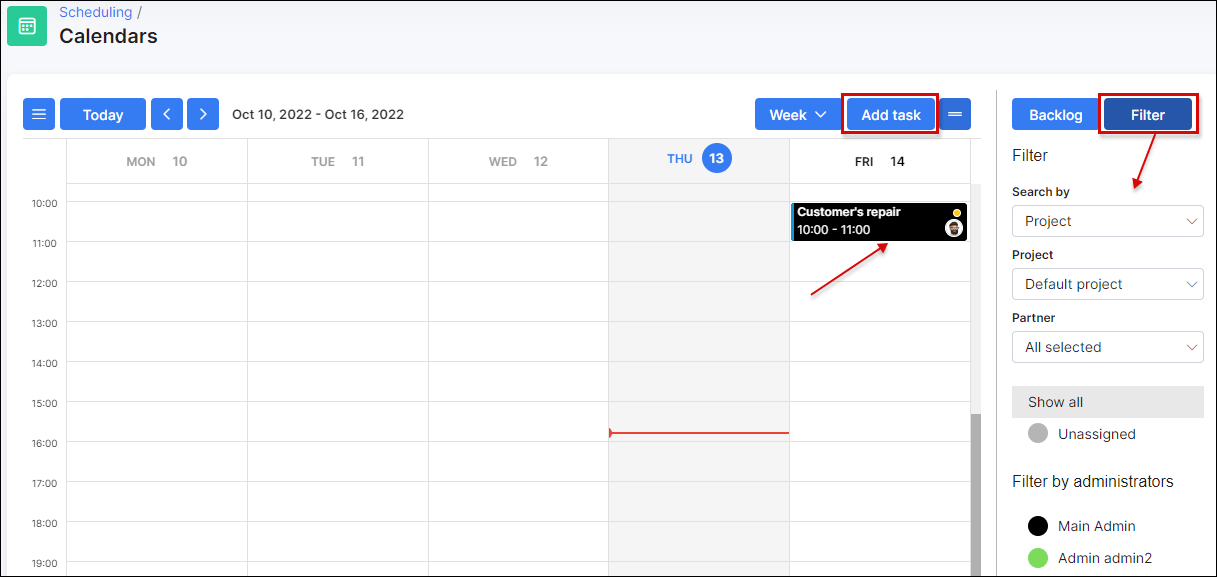 Scheduling /
Calendars
Today
Oct 10, 2022 - Oct 16, 2022
Week
Add task
Backlog
Filter
MON 10
TUE 11
WED 12
THU 13
FRI 14
10:00
11:00
12:00
13:00
14:00
15:00
16:00
17:00
18:00
19:00
Customer's repair
10:00 - 11:00
Filter
Search by
Project
Project
Default project
Partner
All selected
Show all
Unassigned
Filter by administrators
Main Admin
Admin admin2